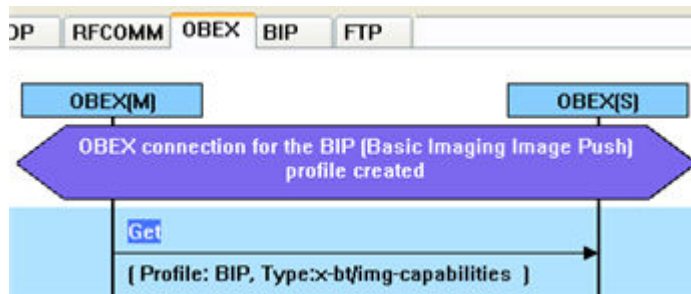 DP RFCOMM OBEX BIP FTP
OBEX(M) OBEX(S)
OBEX connection for the BIP (Basic Imaging Image Push)
profile created
Get
( Profile: BIP, Type:x-bt/img-capabilities )